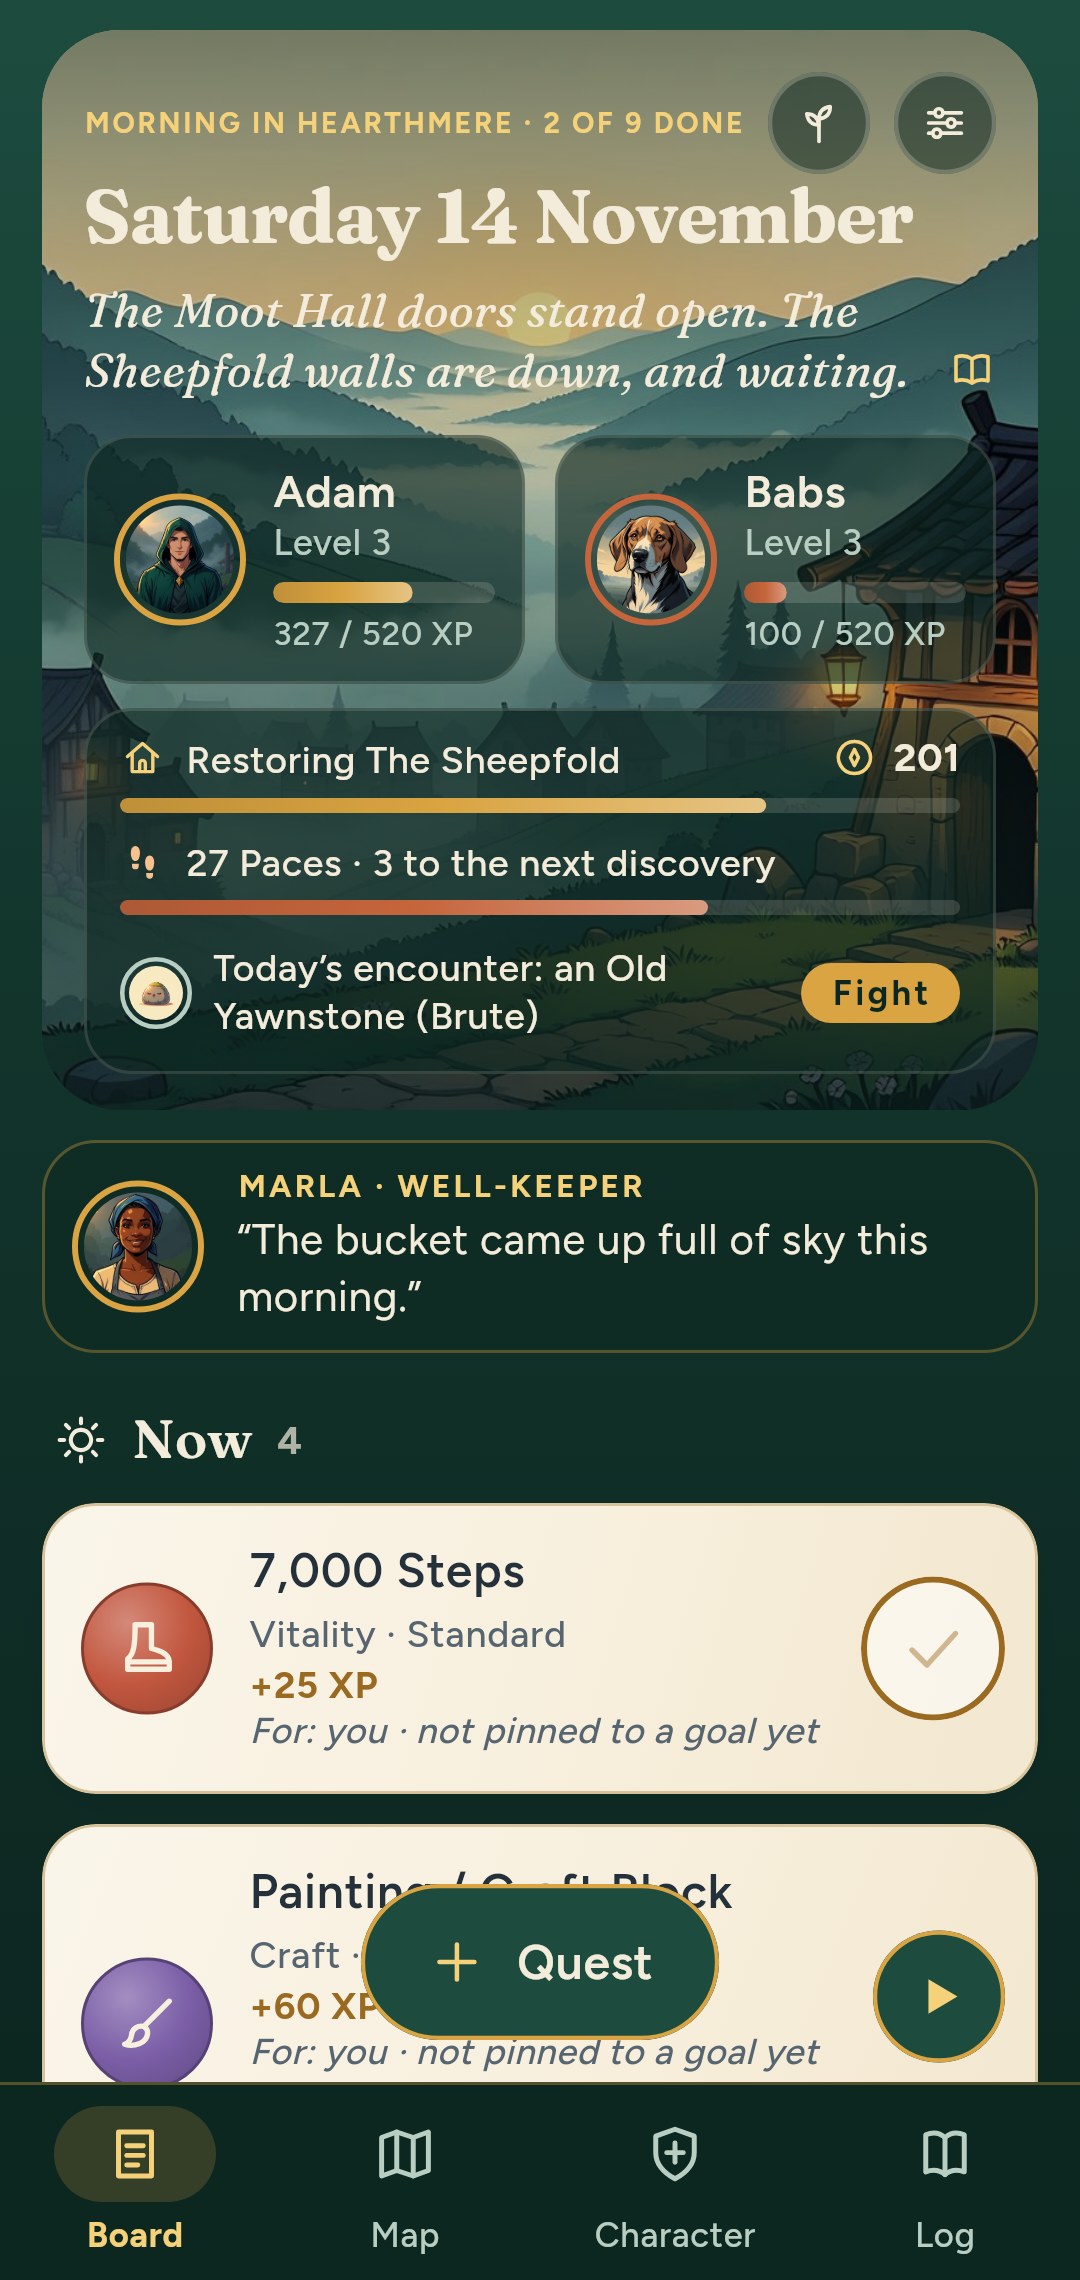 MORNING IN HEARTHMERE · 2 OF 9 DONE
Saturday 14 November
The Moot Hall doors stand open. The
Sheepfold walls are down, and waiting.
Adam
Level 3
327 / 520 XP
Babs
Level 3
100 / 520 XP
Restoring The Sheepfold
201
27 Paces · 3 to the next discovery
Today’s encounter: an Old
Yawnstone (Brute)
Fight
MARLA · WELL-KEEPER
“The bucket came up full of sky this
morning.”
Now 4
7,000 Steps
Vitality · Standard
+25 XP
For: you · not pinned to a goal yet
Painting / Craft Block
Craft ·
+60 XP
For: you · not pinned to a goal yet
Quest
Board
Map
Character
Log